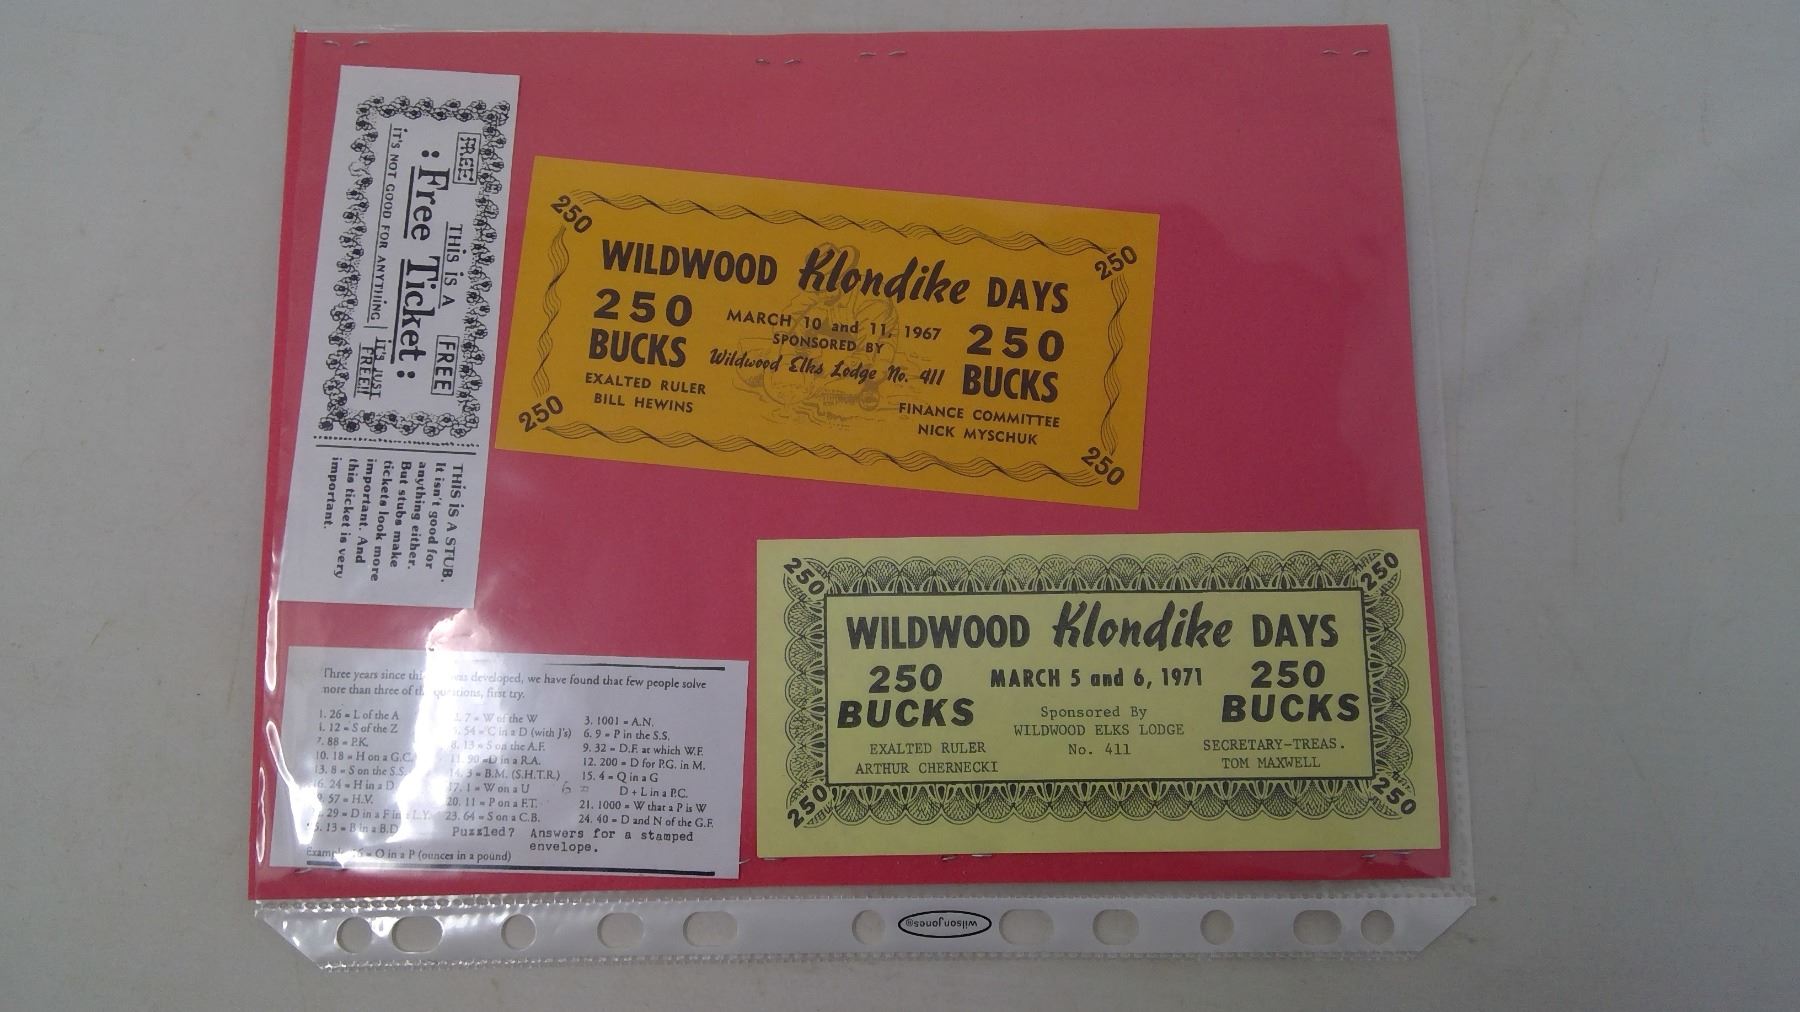 FREE
THiS iS A
FREE
: Free Ticket :
iT'S NOT GOOD FOR ANYTHiNG
iT'S JUST
FREE!!
THiS iS A STUB.
It isn't good for
anything either.
But stubs make
tickets look more
important. And
this ticket is very
important.
250
250
WILDWOOD Klondike DAYS
250 BUCKS
MARCH 10 and 11, 1967
SPONSORED BY
Wildwood Elks Lodge No. 411
250 BUCKS
EXALTED RULER
BILL HEWINS
FINANCE COMMITTEE
NICK MYSCHUK
250
250
250
250
WILDWOOD Klondike DAYS
250 BUCKS
MARCH 5 and 6, 1971
250 BUCKS
Sponsored By
WILDWOOD ELKS LODGE
No. 411
EXALTED RULER
ARTHUR CHERNECKI
SECRETARY-TREAS.
TOM MAXWELL
250
250
Three years since this was developed, we have found that few people solve
more than three of the questions, first try.
1. 26 = L of the A
7 = W of the W
3. 1001 = A.N.
12 = S of the Z
54 = C in a D (with J's)
6. 9 = P in the S.S.
7. 88 = P.K.
8. 13 = S on the A.F.
9. 32 = D.F. at which W.F.
10. 18 = H on a G.C.
11. 90 = D in a R.A.
12. 200 = D for P.G. in M.
13. 8 = S on the S.S.
14. 3 = B.M. (S.H.T.R.)
15. 4 = Q in a G
16. 24 = H in a D
17. 1 = W on a U
6 = D + L in a P.C.
57 = H.V.
20. 11 = P on a F.T.
21. 1000 = W that a P is W
29 = D in a F in L.Y.
23. 64 = S on a C.B.
24. 40 = D and N of the G.F.
13 = B in a B.D
Puzzled? Answers for a stamped
envelope.
16 = O in a P (ounces in a pound)
wilson jones®